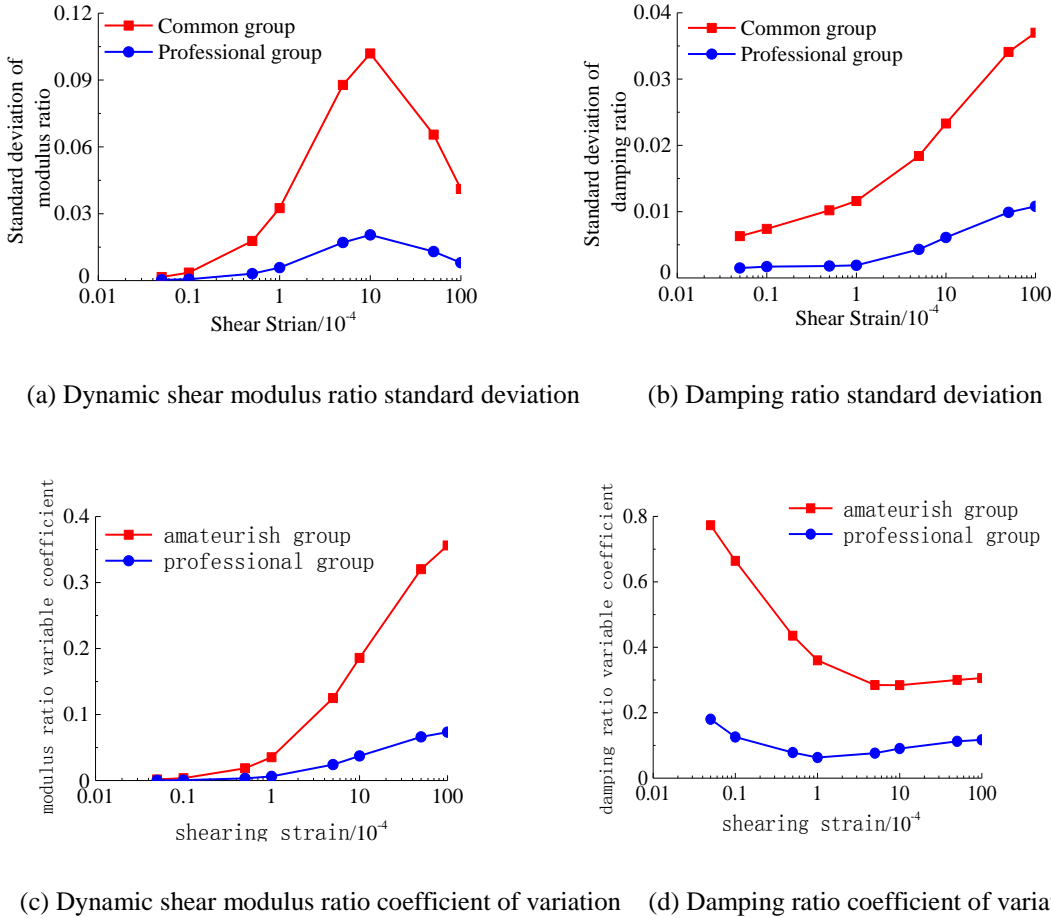 0.12
Common group
Professional group
0.09
0.06
0.03
0
0.01
0.1
1
10
100
Standard deviation of
modulus ratio
Shear Strian/10-4
(a) Dynamic shear modulus ratio standard deviation
0.04
Common group
Professional group
0.03
0.02
0.01
0
0.01
0.1
1
10
100
Standard deviation of
damping ratio
Shear Strain/10-4
(b) Damping ratio standard deviation
0.4
amateurish group
professional group
0.3
0.2
0.1
0
0.01
0.1
1
10
100
modulus ratio variable coefficient
shearing strain/10-4
(c) Dynamic shear modulus ratio coefficient of variation
0.8
amateurish group
professional group
0.6
0.4
0.2
0
0.01
0.1
1
10
100
damping ratio variable coefficient
shearing strain/10-4
(d) Damping ratio coefficient of varia